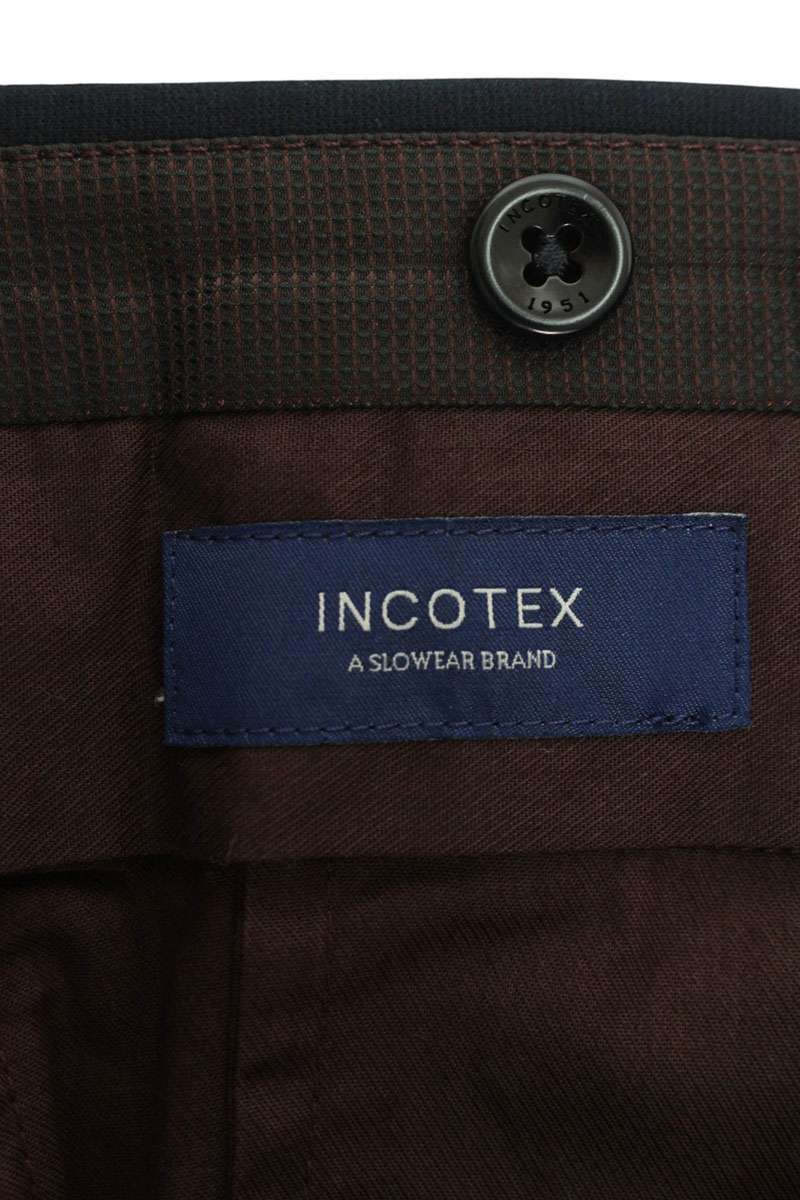 INCOTEX
1951
INCOTEX
A SLOWEAR BRAND